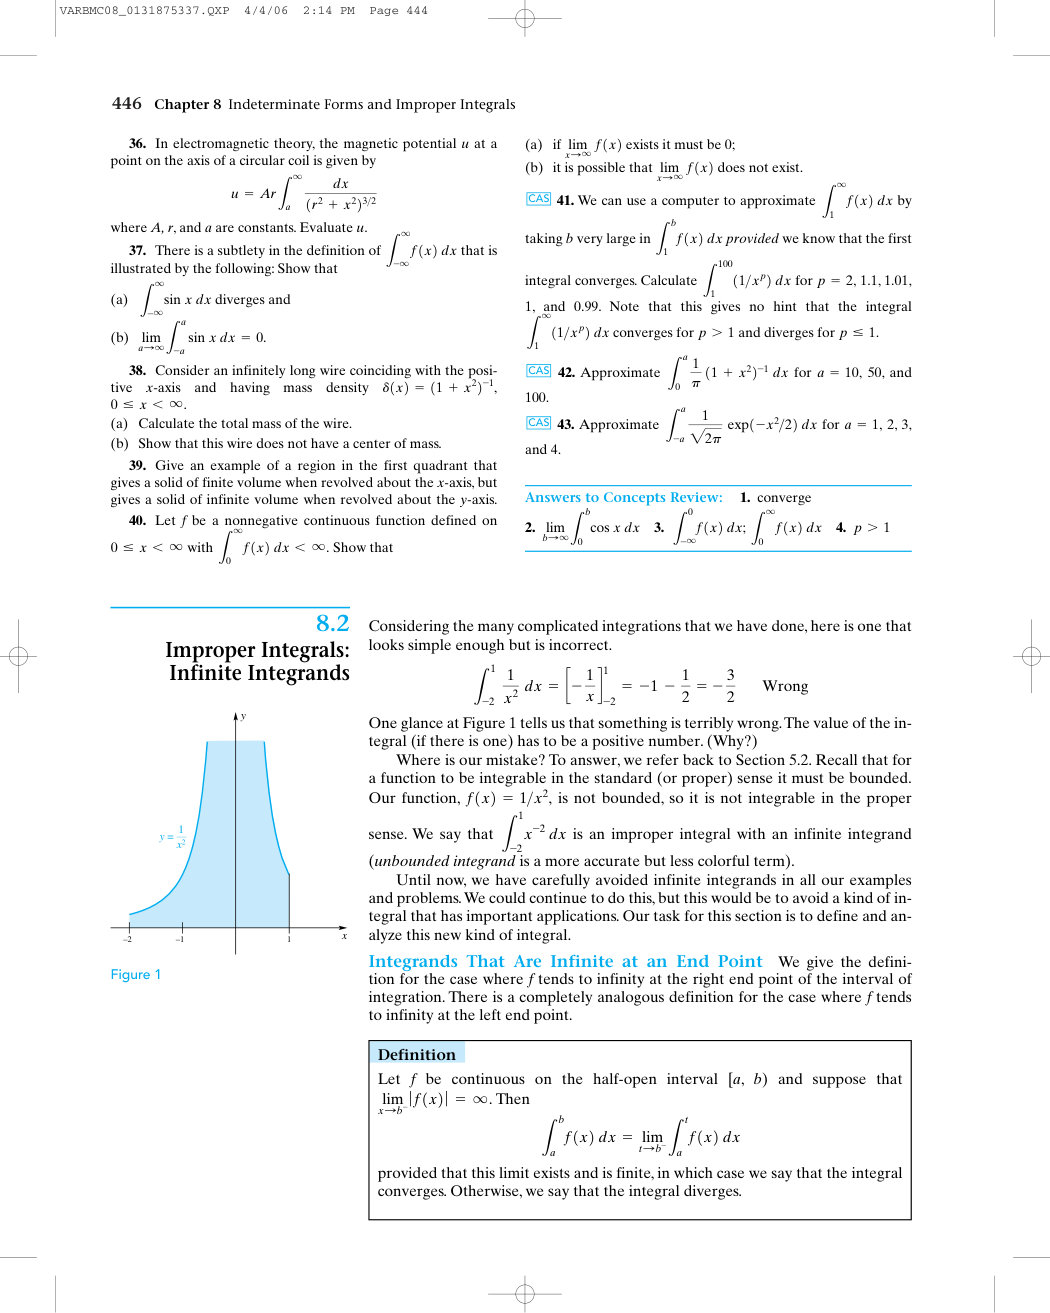 VARBMC08_0131875337.QXP 4/4/06 2:14 PM Page 444
446 Chapter 8 Indeterminate Forms and Improper Integrals
36. In electromagnetic theory, the magnetic potential u at a
point on the axis of a circular coil is given by
u = Ar ∫_a^∞ dx/(r² + x²)^{3/2}
where A, r, and a are constants. Evaluate u.
37. There is a subtlety in the definition of ∫_{−∞}^∞ f(x) dx that is
illustrated by the following: Show that
(a) ∫_{−∞}^∞ sin x dx diverges and
(b) lim_{a→∞} ∫_{−a}^a sin x dx = 0.
38. Consider an infinitely long wire coinciding with the posi-
tive x-axis and having mass density δ(x) = (1 + x²)^{−1},
0 ≤ x < ∞.
(a) Calculate the total mass of the wire.
(b) Show that this wire does not have a center of mass.
39. Give an example of a region in the first quadrant that
gives a solid of finite volume when revolved about the x-axis, but
gives a solid of infinite volume when revolved about the y-axis.
40. Let f be a nonnegative continuous function defined on
0 ≤ x < ∞ with ∫_0^∞ f(x) dx < ∞. Show that
(a) if lim_{x→∞} f(x) exists it must be 0;
(b) it is possible that lim_{x→∞} f(x) does not exist.
CAS 41. We can use a computer to approximate ∫_1^∞ f(x) dx by
taking b very large in ∫_1^b f(x) dx provided we know that the first
integral converges. Calculate ∫_1^{100} (1/x^p) dx for p = 2, 1.1, 1.01,
1, and 0.99. Note that this gives no hint that the integral
∫_1^∞ (1/x^p) dx converges for p > 1 and diverges for p ≤ 1.
CAS 42. Approximate ∫_0^a 1/π (1 + x²)^{−1} dx for a = 10, 50, and
100.
CAS 43. Approximate ∫_{−a}^a 1/√(2π) exp(−x²/2) dx for a = 1, 2, 3,
and 4.
Answers to Concepts Review: 1. converge
2. lim_{b→∞} ∫_0^b cos x dx 3. ∫_{−∞}^0 f(x) dx; ∫_0^∞ f(x) dx 4. p > 1
8.2
Improper Integrals:
Infinite Integrands
y
y = 1/x²
−2 −1 1 x
Figure 1
Considering the many complicated integrations that we have done, here is one that
looks simple enough but is incorrect.
∫_{−2}^1 1/x² dx = [−1/x]_{−2}^1 = −1 − 1/2 = −3/2 Wrong
One glance at Figure 1 tells us that something is terribly wrong. The value of the in-
tegral (if there is one) has to be a positive number. (Why?)
Where is our mistake? To answer, we refer back to Section 5.2. Recall that for
a function to be integrable in the standard (or proper) sense it must be bounded.
Our function, f(x) = 1/x², is not bounded, so it is not integrable in the proper
sense. We say that ∫_{−2}^1 x^{−2} dx is an improper integral with an infinite integrand
(unbounded integrand is a more accurate but less colorful term).
Until now, we have carefully avoided infinite integrands in all our examples
and problems. We could continue to do this, but this would be to avoid a kind of in-
tegral that has important applications. Our task for this section is to define and an-
alyze this new kind of integral.
Integrands That Are Infinite at an End Point We give the defini-
tion for the case where f tends to infinity at the right end point of the interval of
integration. There is a completely analogous definition for the case where f tends
to infinity at the left end point.
Definition
Let f be continuous on the half-open interval [a, b) and suppose that
lim_{x→b⁻} |f(x)| = ∞. Then
∫_a^b f(x) dx = lim_{t→b⁻} ∫_a^t f(x) dx
provided that this limit exists and is finite, in which case we say that the integral
converges. Otherwise, we say that the integral diverges.